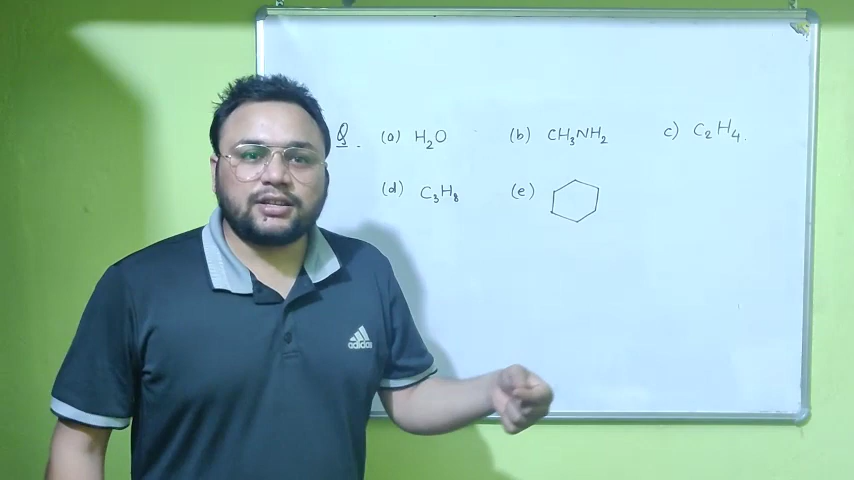 Q. (a) H₂O (b) CH₃NH₂ c) C₂H₄.
(d) C₃H₈ (e)
adidas